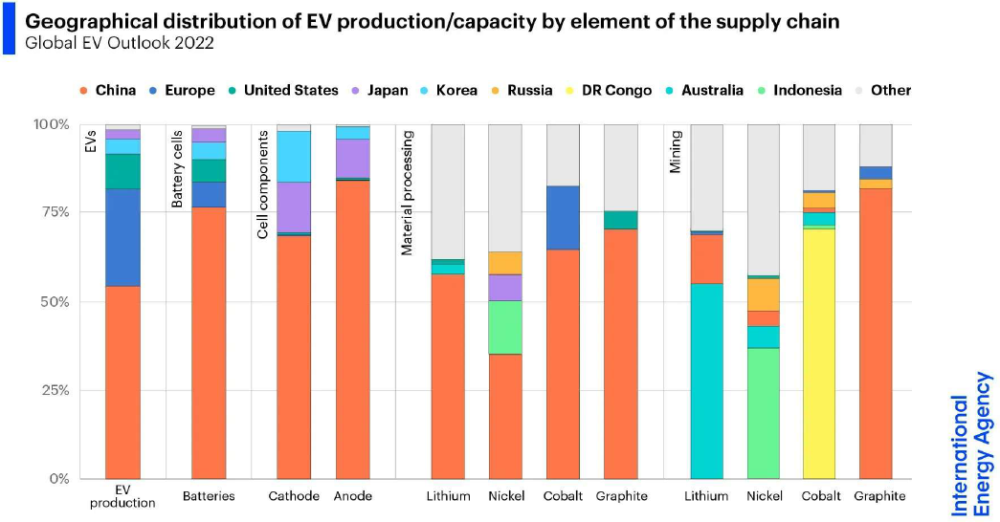 Geographical distribution of EV production/capacity by element of the supply chain
Global EV Outlook 2022
China Europe United States Japan Korea Russia DR Congo Australia Indonesia Other
100%
75%
50%
25%
0%
EVs
Battery cells
Cell components
Material processing
Mining
EV
production
Batteries
Cathode
Anode
Lithium
Nickel
Cobalt
Graphite
Lithium
Nickel
Cobalt
Graphite
International
Energy Agency